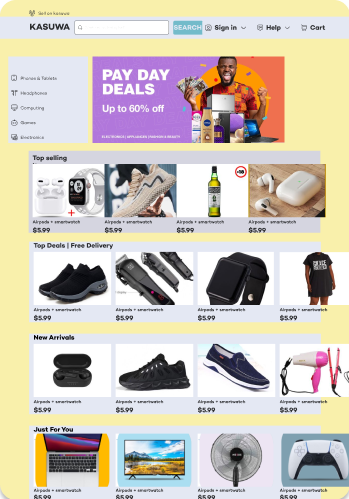 Sell on Kasuwa
KASUWA
SEARCH
Sign in
Help
Cart
Phones & Tablets
Headphones
Computing
Games
Electronics
PAY DAY
DEALS
Up to 60% off
ELECTRONICS | APPLIANCES | FASHION & BEAUTY
Top selling
+18
Airpods + smartwatch
Airpods + smartwatch
Airpods + smartwatch
Airpods + smartwatch
$5.99
$5.99
$5.99
$5.99
Top Deals | Free Delivery
Airpods + smartwatch
Airpods + smartwatch
Airpods + smartwatch
Airpods + smartwatch
$5.99
$5.99
$5.99
$5.99
New Arrivals
Airpods + smartwatch
Airpods + smartwatch
Airpods + smartwatch
Airpods + smartwatch
$5.99
$5.99
$5.99
$5.99
Just For You
Airpods + smartwatch
Airpods + smartwatch
Airpods + smartwatch
Airpods + smartwatch
$5.99
$5.99
$5.99
$5.99